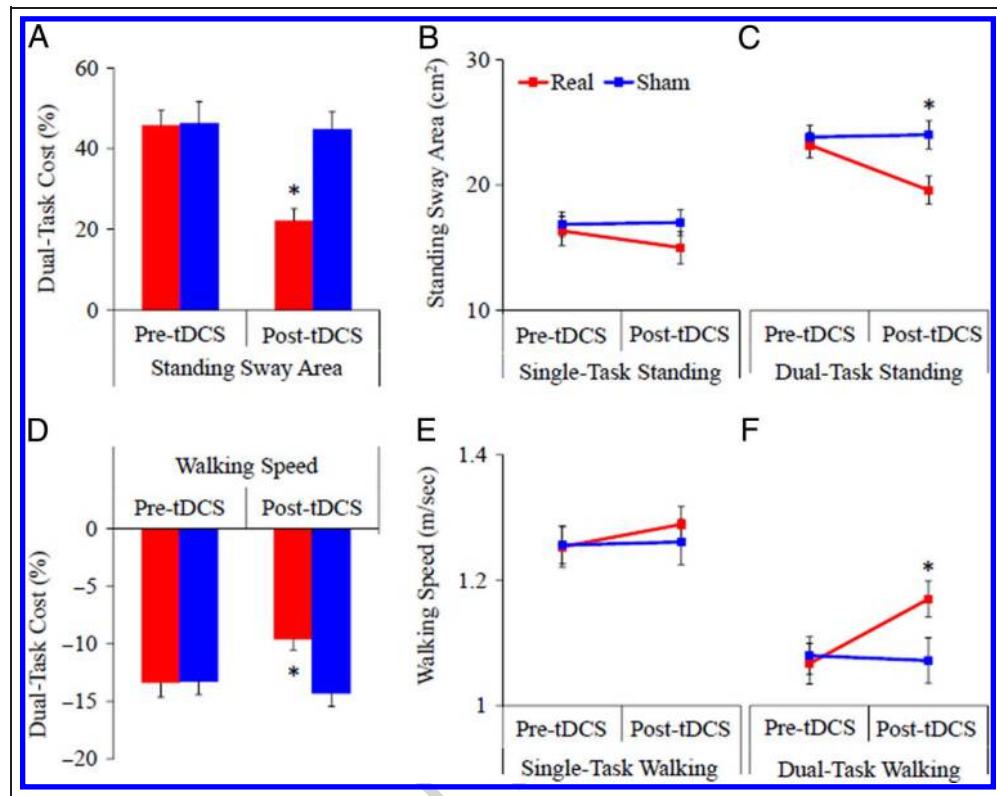 A
Dual-Task Cost (%)
60
40
20
0
*
Pre-tDCS Post-tDCS
Standing Sway Area
B
Standing Sway Area (cm²)
30
20
10
Real Sham
Pre-tDCS Post-tDCS
Single-Task Standing
C
*
Pre-tDCS Post-tDCS
Dual-Task Standing
D
Walking Speed
Pre-tDCS Post-tDCS
Dual-Task Cost (%)
0
−5
−10
−15
−20
*
E
Walking Speed (m/sec)
1.4
1.2
1
Pre-tDCS Post-tDCS
Single-Task Walking
F
*
Pre-tDCS Post-tDCS
Dual-Task Walking